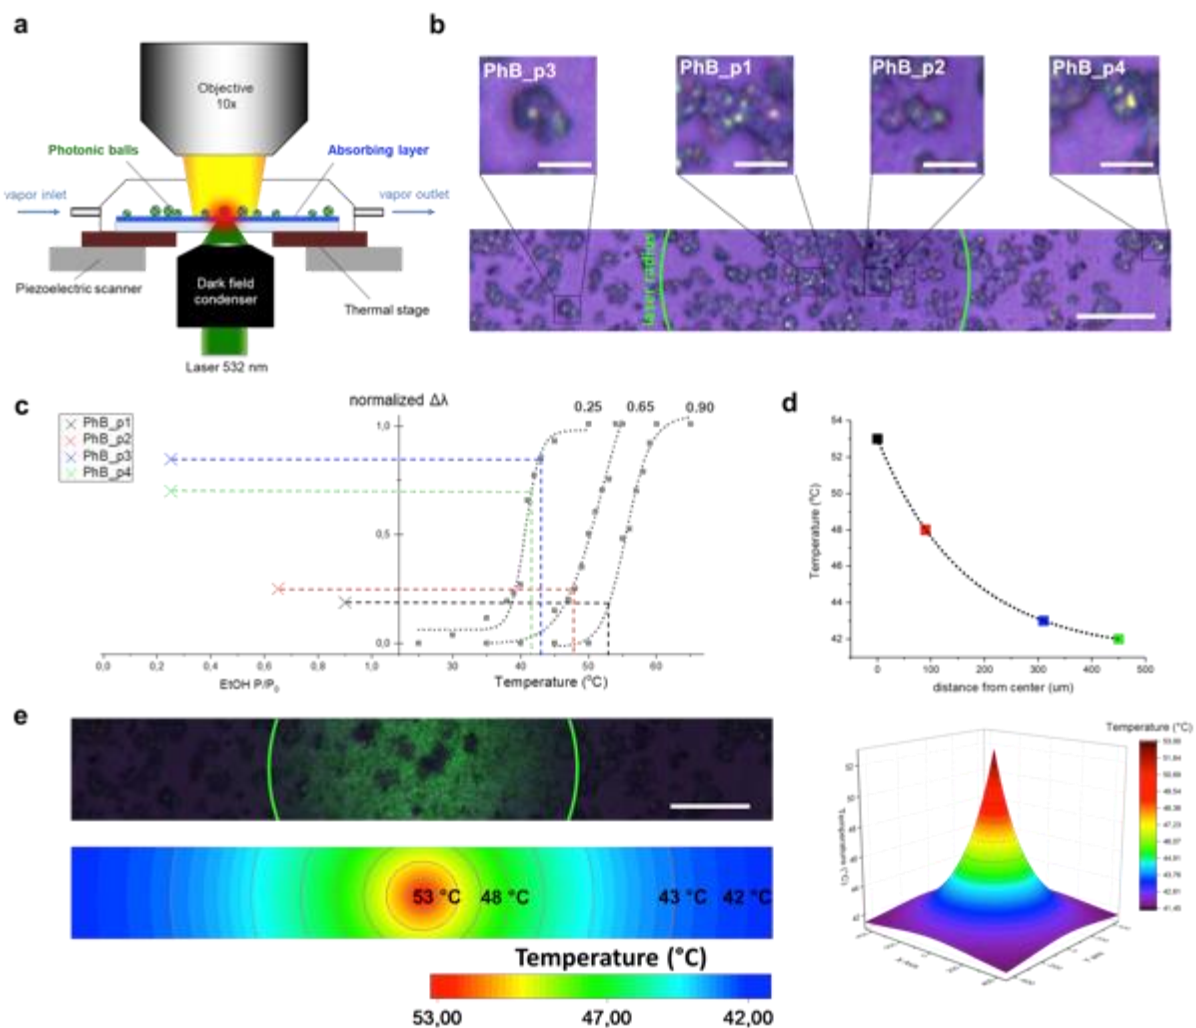 a
Objective
10x
Photonic balls
Absorbing layer
vapor inlet
vapor outlet
Piezoelectric scanner
Dark field
condenser
Thermal stage
Laser 532 nm
b
PhB_p3
PhB_p1
PhB_p2
PhB_p4
laser radius
c
normalized Δλ
0.25
0.65
0.90
PhB_p1
PhB_p2
PhB_p3
PhB_p4
1,0
0,5
0,0
0,0
0,2
0,4
0,6
0,8
1,0
30
40
50
60
EtOH P/P₀
Temperature (°C)
d
54
52
50
48
46
44
42
Temperature (°C)
0
100
200
300
400
500
distance from center (um)
e
53 °C
48 °C
43 °C
42 °C
Temperature (°C)
53,00
47,00
42,00
Temperature (°C)
Temperature (°C)